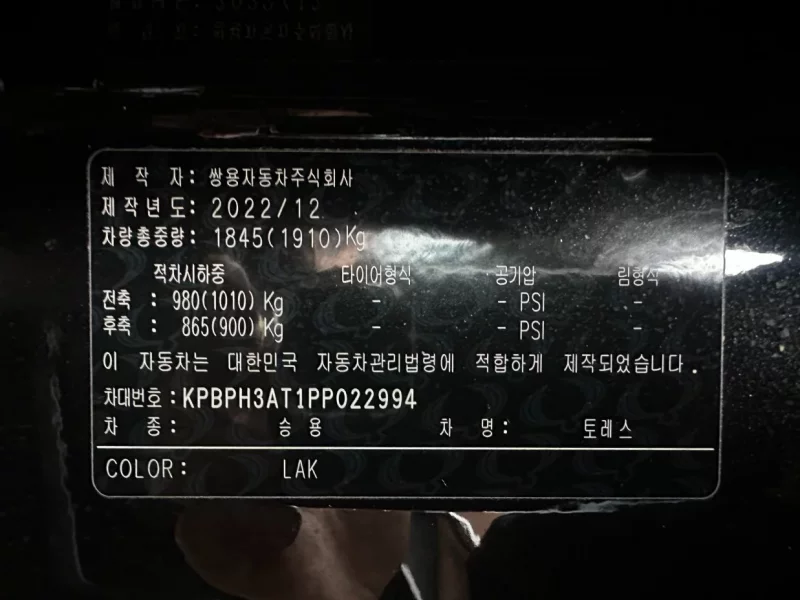 제 작 자: 쌍용자동차주식회사
제작년도: 2022/12
차량총중량: 1845(1910)Kg
적차시하중 타이어형식 공기압 림형식
전축 : 980(1010) Kg - - PSI -
후축 : 865(900) Kg - - PSI -
이 자동차는 대한민국 자동차관리법령에 적합하게 제작되었습니다.
차대번호 : KPBPH3AT1PP022994
차 종: 승용 차 명: 토레스
COLOR: LAK